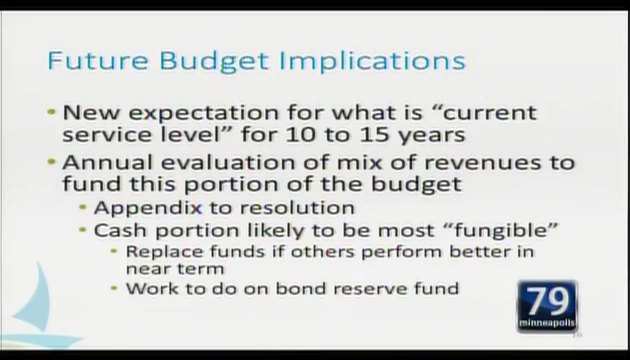 Future Budget Implications
• New expectation for what is “current
service level” for 10 to 15 years
• Annual evaluation of mix of revenues to
fund this portion of the budget
• Appendix to resolution
• Cash portion likely to be most “fungible”
• Replace funds if others perform better in
near term
• Work to do on bond reserve fund
79
minneapolis